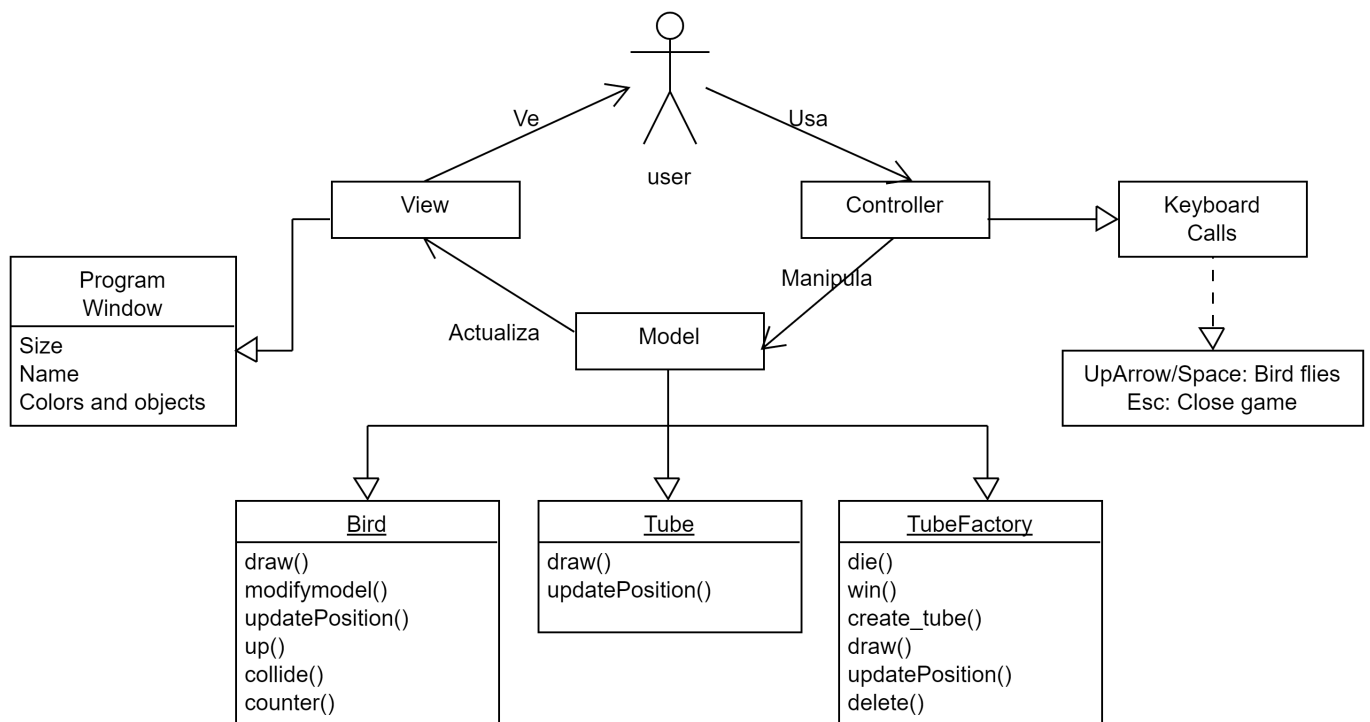 Ve
Usa
user
View
Controller
Keyboard
Calls
Program
Window
Size
Name
Colors and objects
Manipula
Actualiza
Model
UpArrow/Space: Bird flies
Esc: Close game
Bird
draw()
modifymodel()
updatePosition()
up()
collide()
counter()
Tube
draw()
updatePosition()
TubeFactory
die()
win()
create_tube()
draw()
updatePosition()
delete()